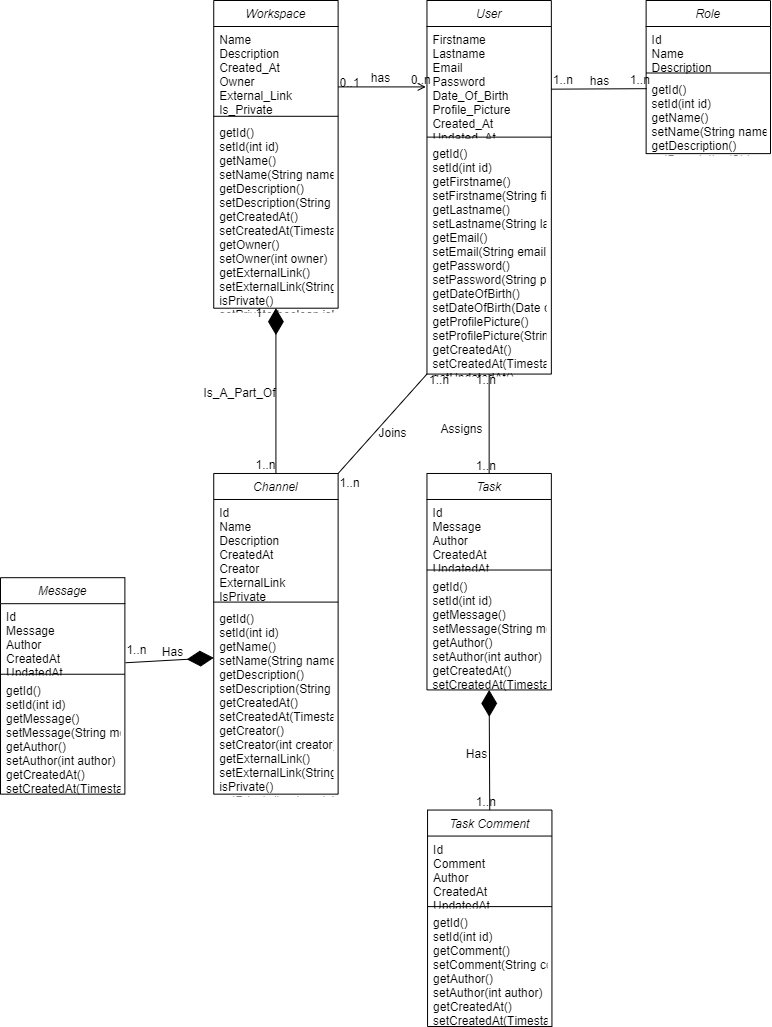 Workspace
Name
Description
Created_At
Owner
External_Link
Is_Private
getId()
setId(int id)
getName()
setName(String name
getDescription()
setDescription(String
getCreatedAt()
setCreatedAt(Timesta
getOwner()
setOwner(int owner)
getExternalLink()
setExternalLink(String
isPrivate()
0_1
has
0_n
User
Firstname
Lastname
Email
Password
Date_Of_Birth
Profile_Picture
Created_At
Updated_At
getId()
setId(int id)
getFirstname()
setFirstname(String fi
getLastname()
setLastname(String la
getEmail()
setEmail(String email
getPassword()
setPassword(String p
getDateOfBirth()
setDateOfBirth(Date d
getProfilePicture()
setProfilePicture(Strin
getCreatedAt()
setCreatedAt(Timesta
1..n
has
1..n
Role
Id
Name
Description
getId()
setId(int id)
getName()
setName(String name
getDescription()
1
Is_A_Part_Of
1..n
1..n
Joins
1..n
1..n
Assigns
1..n
Channel
Id
Name
Description
CreatedAt
Creator
ExternalLink
IsPrivate
getId()
setId(int id)
getName()
setName(String name
getDescription()
setDescription(String
getCreatedAt()
setCreatedAt(Timesta
getCreator()
setCreator(int creator)
getExternalLink()
setExternalLink(String
isPrivate()
Task
Id
Message
Author
CreatedAt
UpdatedAt
getId()
setId(int id)
getMessage()
setMessage(String m
getAuthor()
setAuthor(int author)
getCreatedAt()
setCreatedAt(Timesta
Message
Id
Message
Author
CreatedAt
UpdatedAt
getId()
setId(int id)
getMessage()
setMessage(String m
getAuthor()
setAuthor(int author)
getCreatedAt()
setCreatedAt(Timesta
1..n
Has
Has
1..n
Task Comment
Id
Comment
Author
CreatedAt
UpdatedAt
getId()
setId(int id)
getComment()
setComment(String c
getAuthor()
setAuthor(int author)
getCreatedAt()
setCreatedAt(Timesta